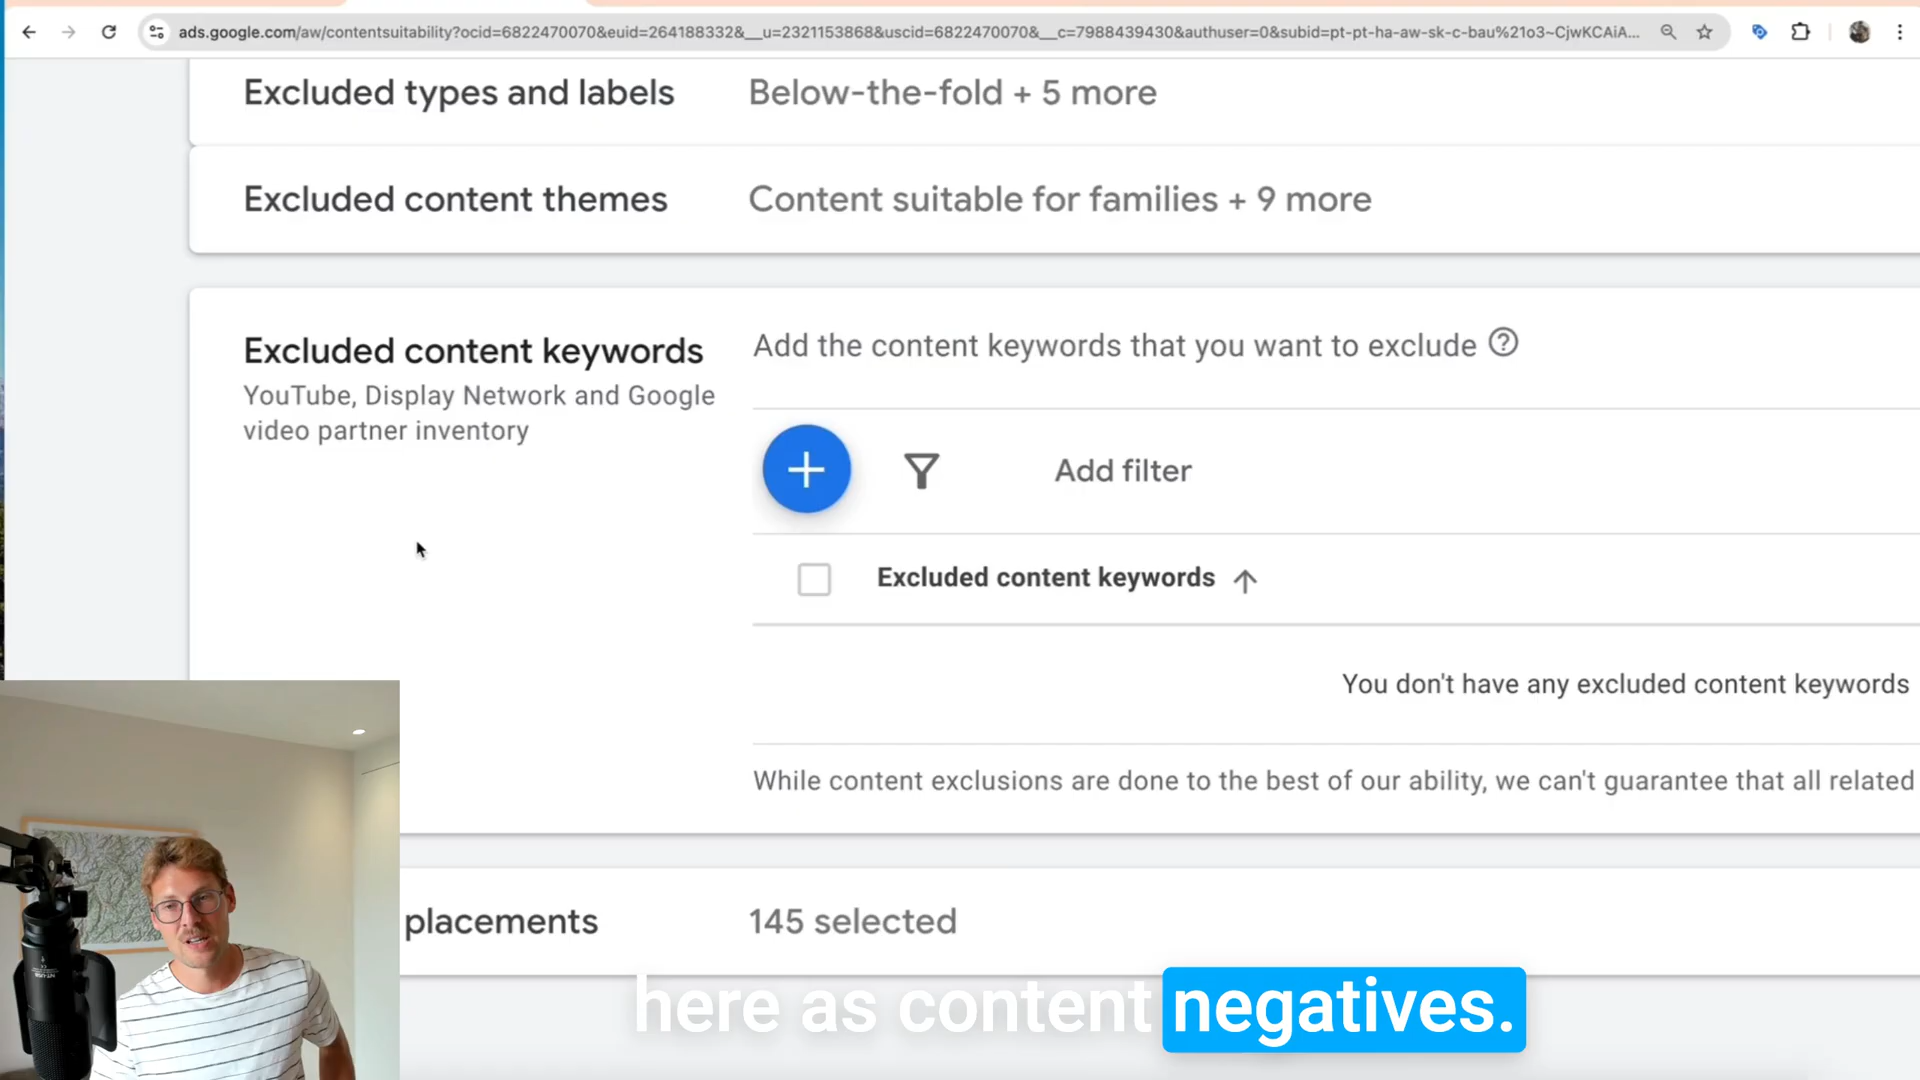 ads.google.com/aw/contentsuitability?ocid=6822470070&euid=264188332&__u=2321153868&uscid=6822470070&__c=7988439430&authuser=0&subid=pt-pt-ha-aw-sk-c-bau%21o3~CjwKCAiA...
Excluded types and labels Below-the-fold + 5 more
Excluded content themes Content suitable for families + 9 more
Excluded content keywords Add the content keywords that you want to exclude
YouTube, Display Network and Google
video partner inventory
Add filter
Excluded content keywords
You don't have any excluded content keywords
While content exclusions are done to the best of our ability, we can't guarantee that all related
placements 145 selected
here as content negatives.